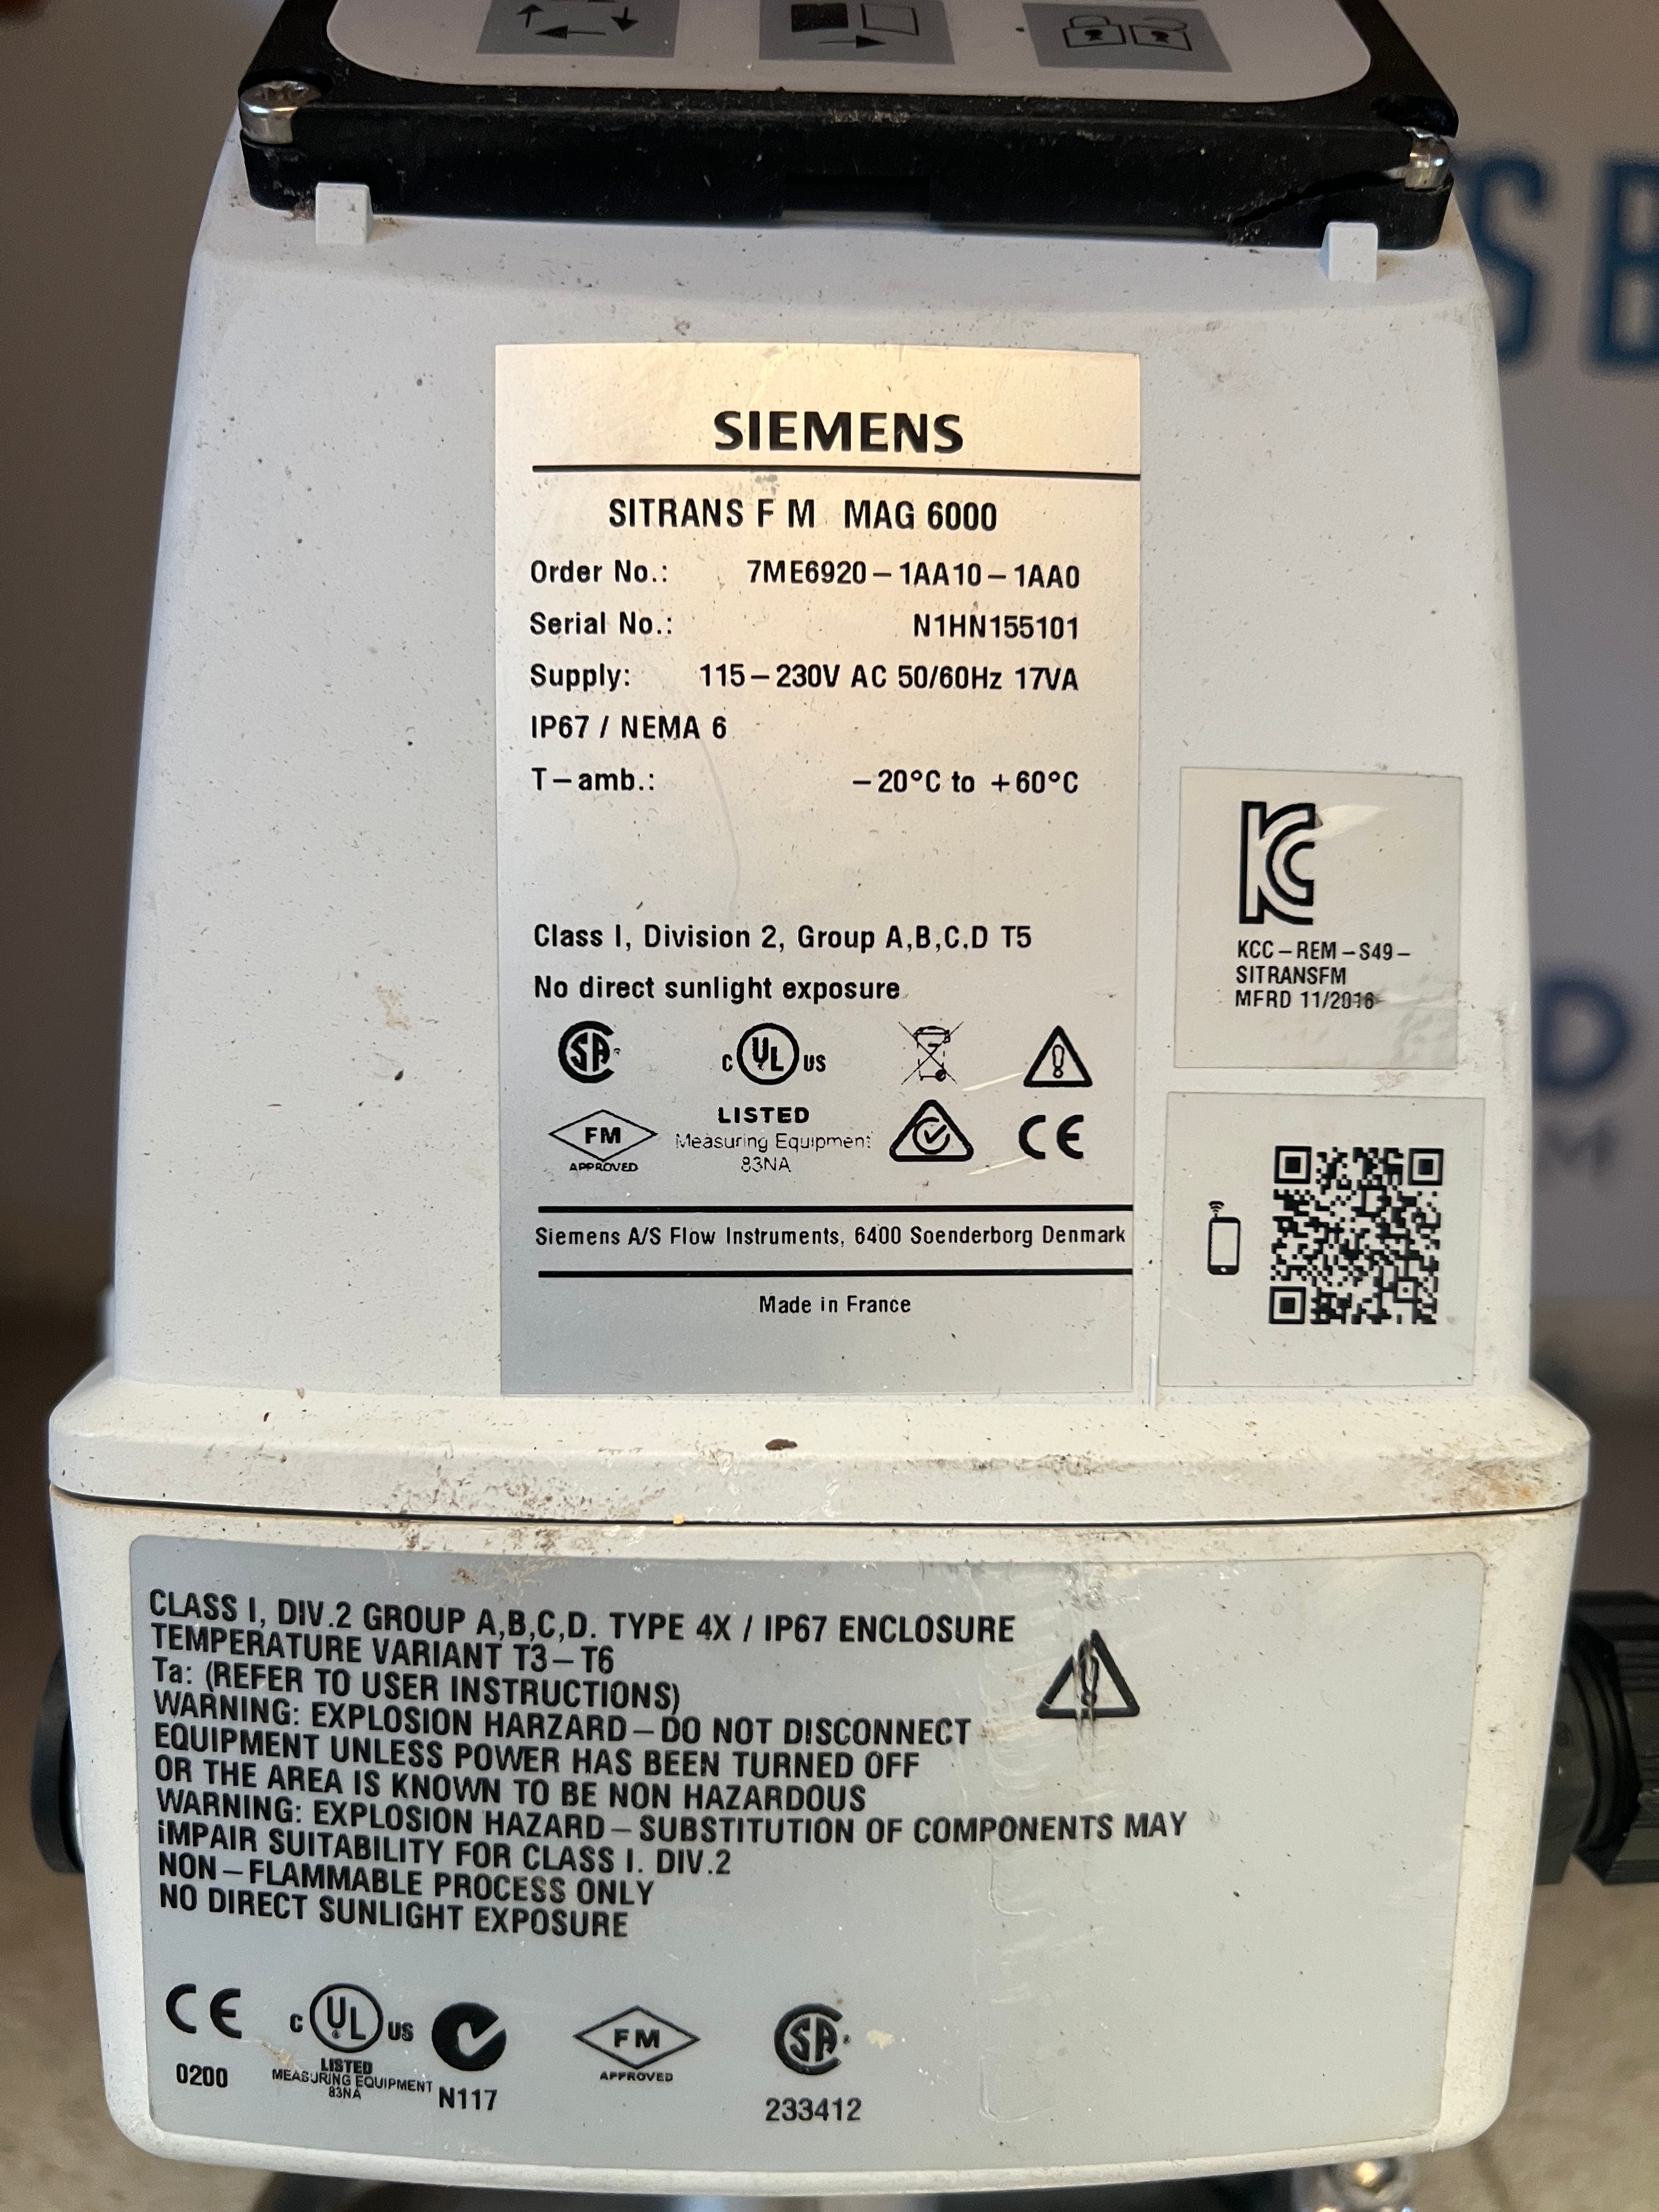 SIEMENS
SITRANS F M MAG 6000
Order No.: 7ME6920-1AA10-1AA0
Serial No.: N1HN155101
Supply: 115-230V AC 50/60Hz 17VA
IP67 / NEMA 6
T-amb.: -20°C to +60°C
Class I, Division 2, Group A,B,C.D T5
No direct sunlight exposure
SA
c UL US
FM
APPROVED
LISTED
Measuring Equipment
83NA
CE
Siemens A/S Flow Instruments, 6400 Soenderborg Denmark
Made in France
KC
KCC-REM-S49-
SITRANSFM
MFRD 11/2016
CLASS I, DIV.2 GROUP A,B,C,D. TYPE 4X / IP67 ENCLOSURE
TEMPERATURE VARIANT T3-T6
Ta: (REFER TO USER INSTRUCTIONS)
WARNING: EXPLOSION HARZARD-DO NOT DISCONNECT
EQUIPMENT UNLESS POWER HAS BEEN TURNED OFF
OR THE AREA IS KNOWN TO BE NON HAZARDOUS
WARNING: EXPLOSION HAZARD-SUBSTITUTION OF COMPONENTS MAY
iMPAIR SUITABILITY FOR CLASS I. DIV.2
NON-FLAMMABLE PROCESS ONLY
NO DIRECT SUNLIGHT EXPOSURE
CE
0200
c UL US
LISTED
MEASURING EQUIPMENT
83NA
N117
FM
APPROVED
SA
233412